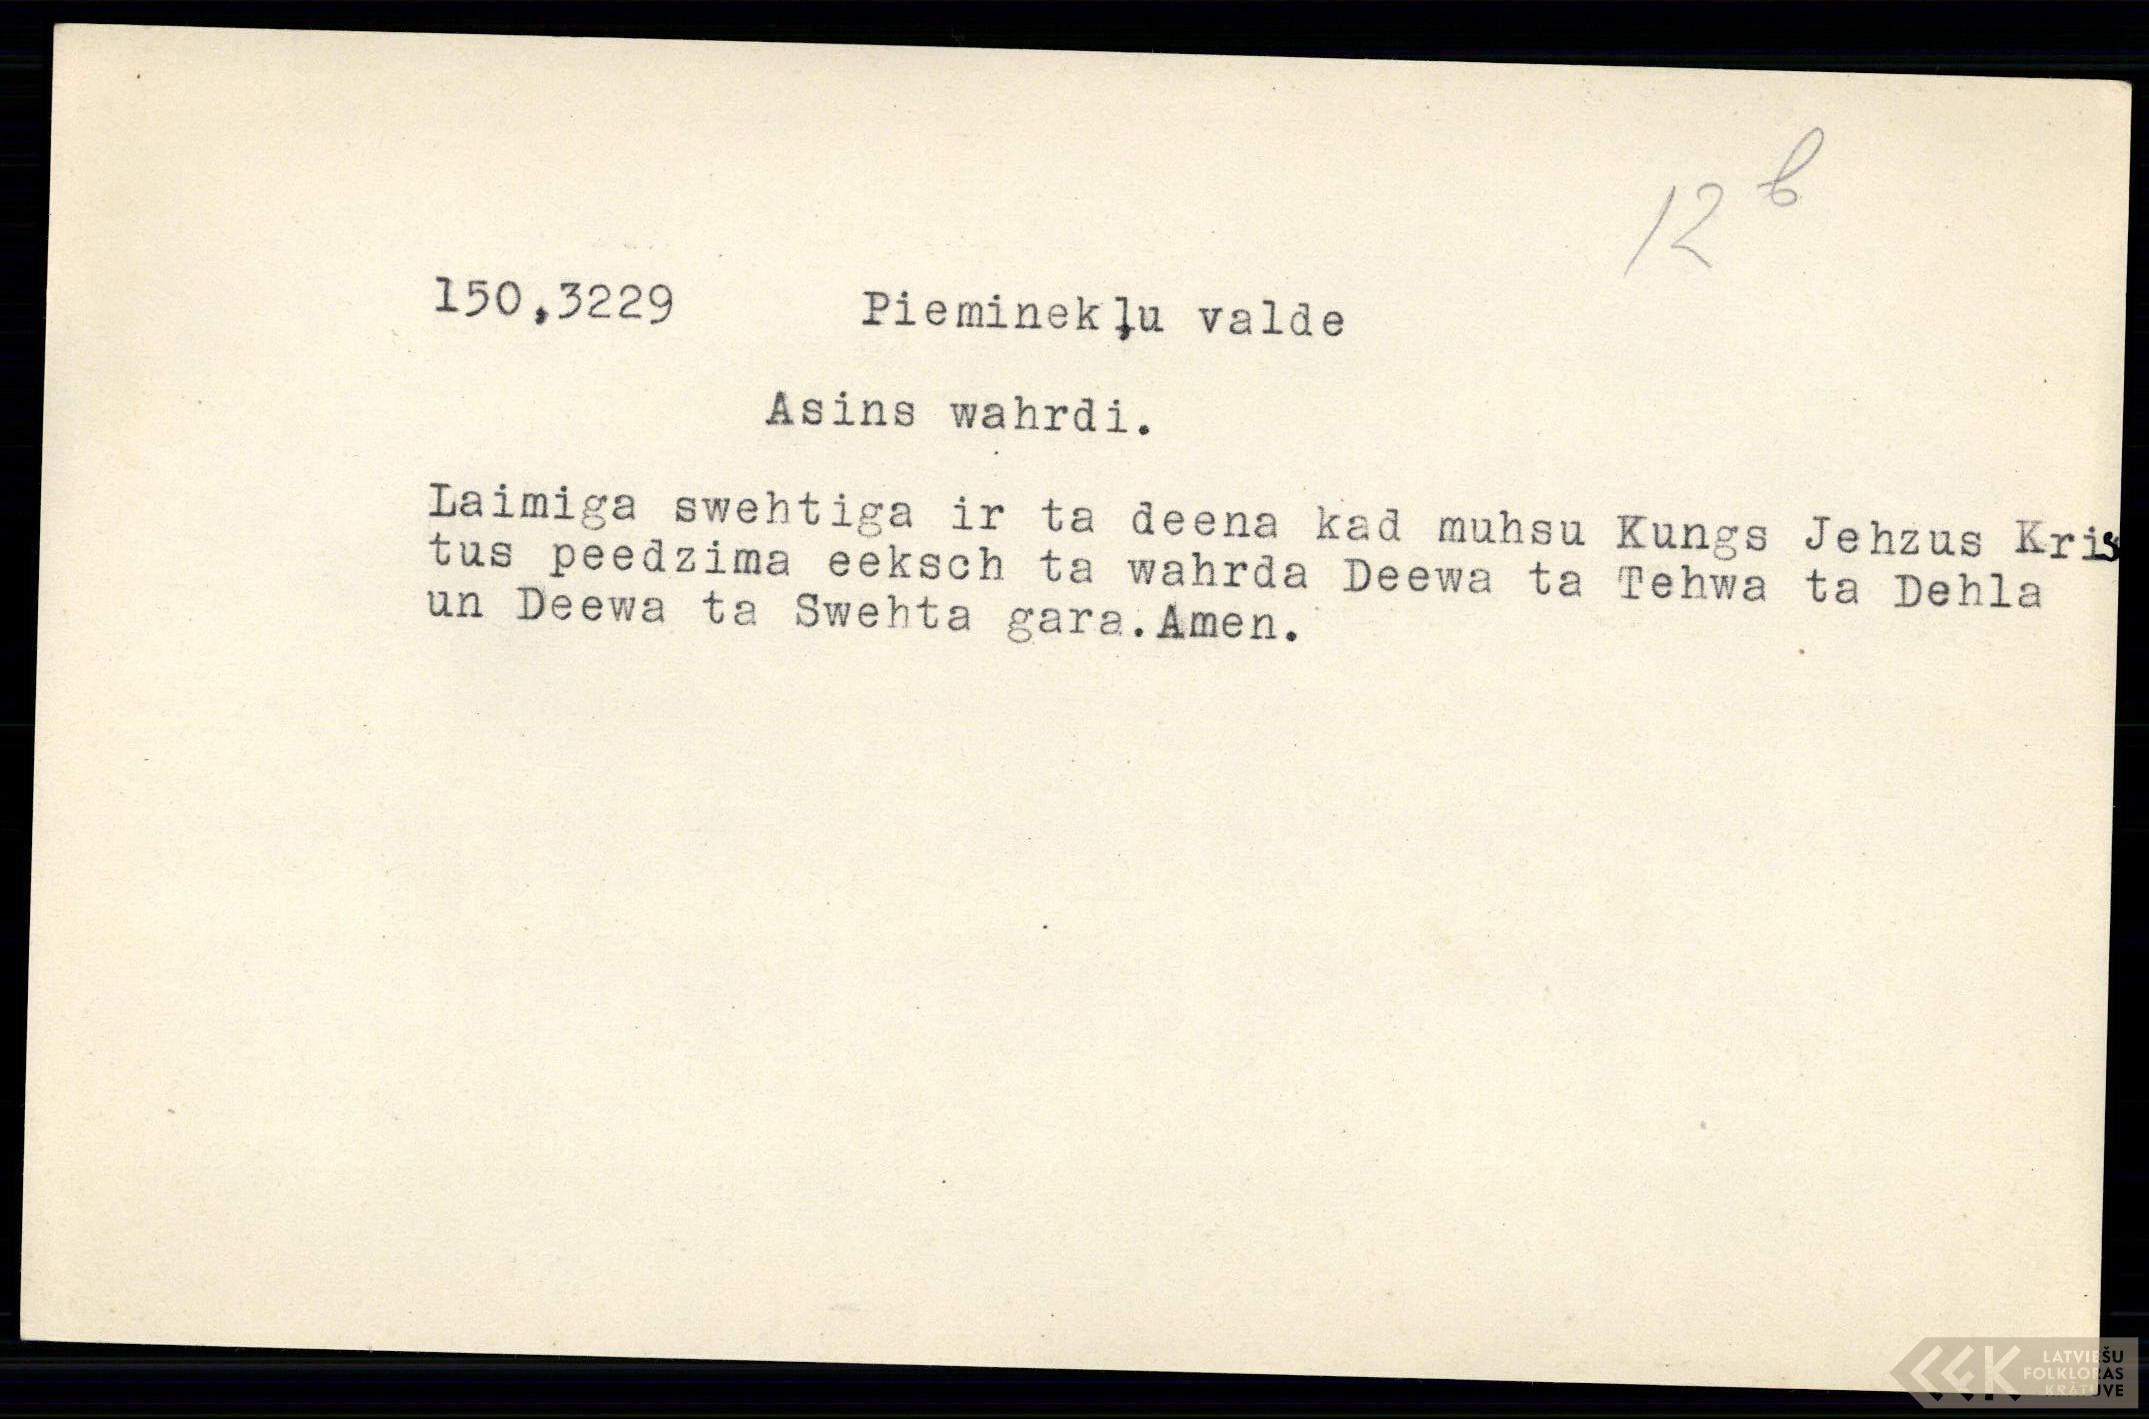 12 b
150,3229 Pieminekļu valde
Asins wahrdi.
Laimiga swehtiga ir ta deena kad muhsu Kungs Jehzus Kris
tus peedzima eeksch ta wahrda Deewa ta Tehwa ta Dehla
un Deewa ta Swehta gara.Amen.
LATVIEŠU
FOLKLORAS
KRĀTUVE